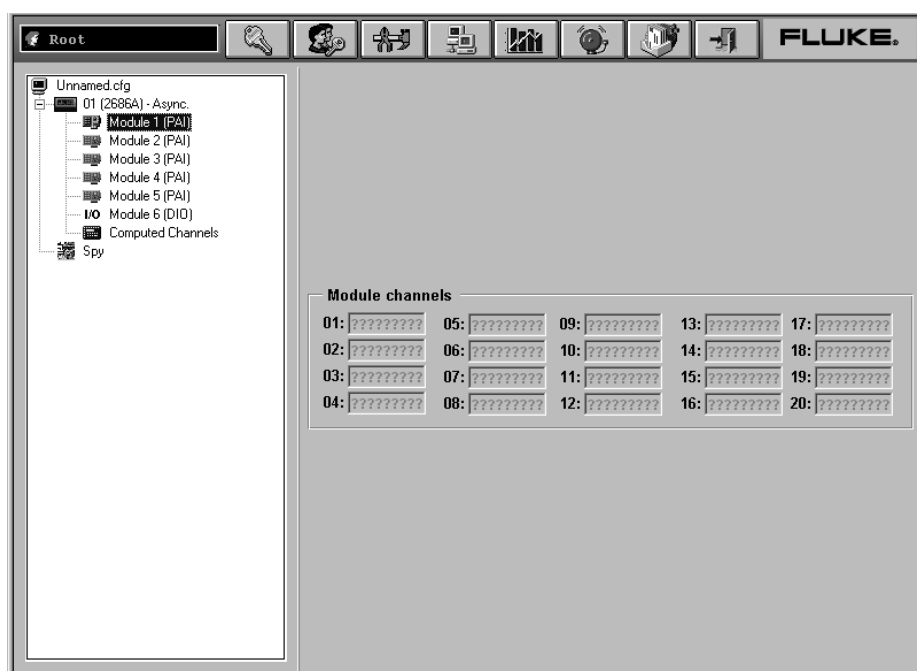 Root
FLUKE®
Unnamed.cfg
01 (2686A) - Async.
Module 1 (PAI)
Module 2 (PAI)
Module 3 (PAI)
Module 4 (PAI)
Module 5 (PAI)
I/O Module 6 (DIO)
Computed Channels
Spy
Module channels
01: ????????? 05: ????????? 09: ????????? 13: ????????? 17: ?????????
02: ????????? 06: ????????? 10: ????????? 14: ????????? 18: ?????????
03: ????????? 07: ????????? 11: ????????? 15: ????????? 19: ?????????
04: ????????? 08: ????????? 12: ????????? 16: ????????? 20: ?????????